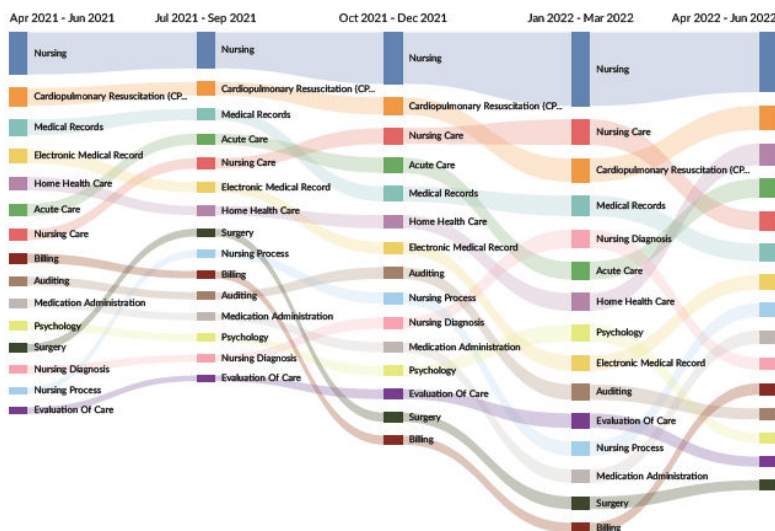 Apr 2021 - Jun 2021
Jul 2021 - Sep 2021
Oct 2021 - Dec 2021
Jan 2022 - Mar 2022
Apr 2022 - Jun 2022
Nursing
Cardiopulmonary Resuscitation (CP...
Medical Records
Electronic Medical Record
Home Health Care
Acute Care
Nursing Care
Billing
Auditing
Medication Administration
Psychology
Surgery
Nursing Diagnosis
Nursing Process
Evaluation Of Care
Nursing
Cardiopulmonary Resuscitation (CP...
Medical Records
Acute Care
Nursing Care
Electronic Medical Record
Home Health Care
Surgery
Nursing Process
Billing
Auditing
Medication Administration
Psychology
Nursing Diagnosis
Evaluation Of Care
Nursing
Cardiopulmonary Resuscitation (CP...
Nursing Care
Acute Care
Medical Records
Home Health Care
Electronic Medical Record
Auditing
Nursing Process
Nursing Diagnosis
Medication Administration
Psychology
Evaluation Of Care
Surgery
Billing
Nursing
Nursing Care
Cardiopulmonary Resuscitation (CP...
Medical Records
Nursing Diagnosis
Acute Care
Home Health Care
Psychology
Electronic Medical Record
Auditing
Evaluation Of Care
Nursing Process
Medication Administration
Surgery
Billing